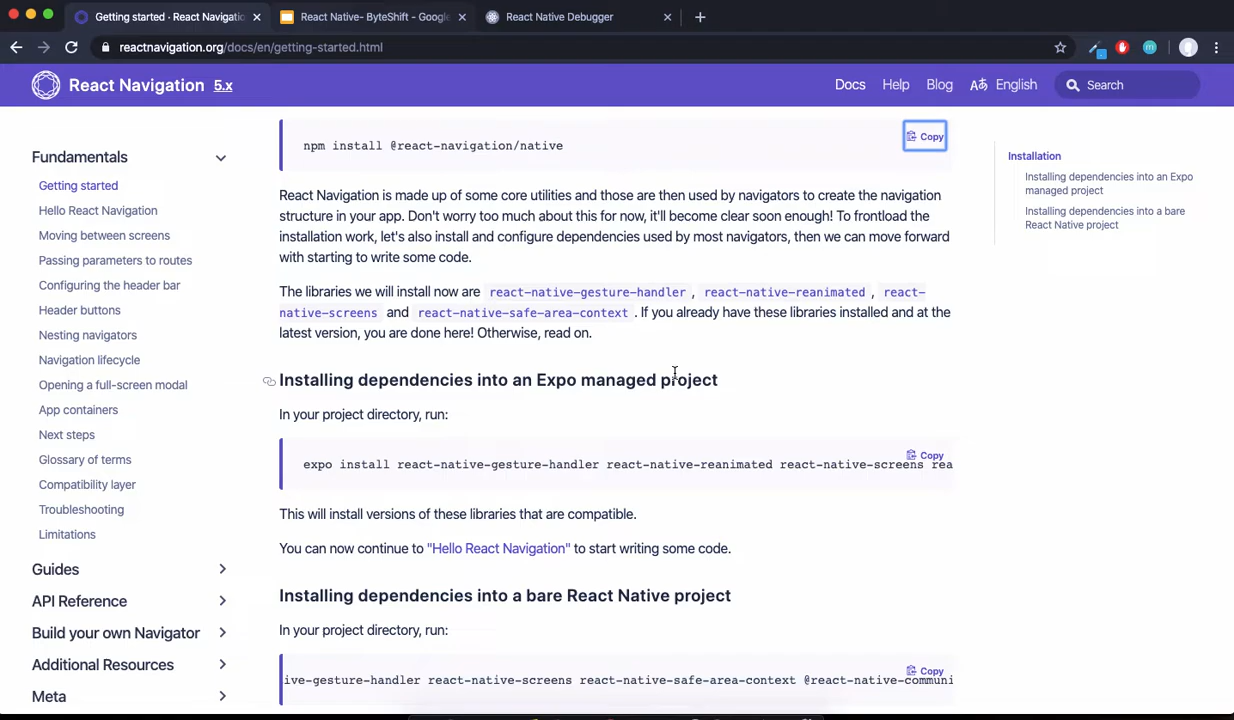 Getting started · React Navigatio
React Native- ByteShift - Google
React Native Debugger
reactnavigation.org/docs/en/getting-started.html
React Navigation 5.x
Docs
Help
Blog
English
Search
Fundamentals
Getting started
Hello React Navigation
Moving between screens
Passing parameters to routes
Configuring the header bar
Header buttons
Nesting navigators
Navigation lifecycle
Opening a full-screen modal
App containers
Next steps
Glossary of terms
Compatibility layer
Troubleshooting
Limitations
Guides
API Reference
Build your own Navigator
Additional Resources
Meta
npm install @react-navigation/native
Copy
React Navigation is made up of some core utilities and those are then used by navigators to create the navigation
structure in your app. Don't worry too much about this for now, it'll become clear soon enough! To frontload the
installation work, let's also install and configure dependencies used by most navigators, then we can move forward
with starting to write some code.
The libraries we will install now are react-native-gesture-handler , react-native-reanimated , react-
native-screens and react-native-safe-area-context . If you already have these libraries installed and at the
latest version, you are done here! Otherwise, read on.
Installing dependencies into an Expo managed project
In your project directory, run:
Copy
expo install react-native-gesture-handler react-native-reanimated react-native-screens rea
This will install versions of these libraries that are compatible.
You can now continue to "Hello React Navigation" to start writing some code.
Installing dependencies into a bare React Native project
In your project directory, run:
Copy
ive-gesture-handler react-native-screens react-native-safe-area-context @react-native-communi
Installation
Installing dependencies into an Expo
managed project
Installing dependencies into a bare
React Native project